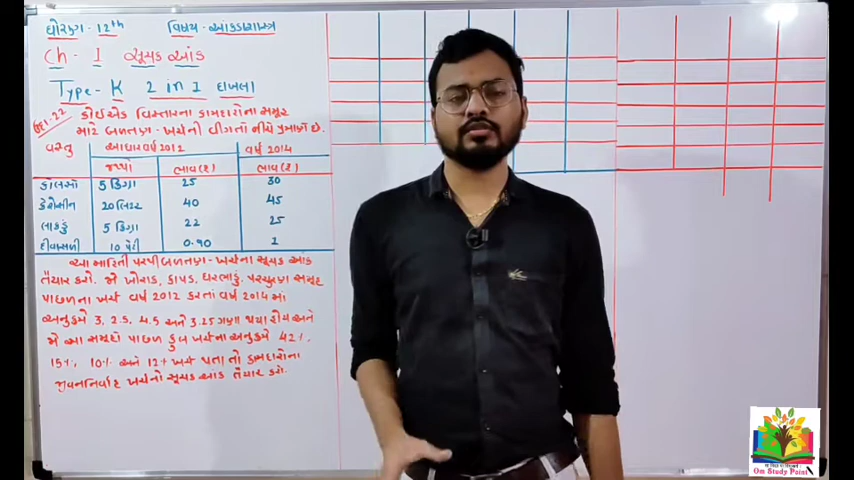 ધોરણ - 12th વિષય - આંકડાશાસ્ત્ર
Ch - 1 સૂચક આંક
Type - K 2 in 1 દાખલા
કોઈએક વિસ્તારના કામદારોના સમૂહ
માટે બળતણ - ખર્ચની વીગતો નીચે પ્રમાણે છે.
વસ્તુ આધારવર્ષ 2012 વર્ષ 2014
જથ્થો ભાવ(₹) ભાવ(₹)
કોલસો 5 કિગ્રા 25 30
કેરોસીન 20 લિટર 40 45
લાકડું 5 કિગ્રા 22 25
દીવાસળી 10 પેટી 0.90 1
આ માહિતી પરથી બળતણ - ખર્ચના સૂચક આંક
તૈયાર કરો. જો ખોરાક, કાપડ, ઘરભાડું, પરચુરણ સમૂહ
પાછળના ખર્ચ વર્ષ 2012 કરતાં વર્ષ 2014 માં
અનુક્રમે 3, 2.5, 4.5 અને 3.25 ગણા થયા હોય અને
જો આ સમૂહો પાછળ કુલ ખર્ચના અનુક્રમે 42%,
15%, 10% અને 12% ખર્ચ થતા તો કામદારોના
જીવનનિર્વાહ ખર્ચનો સૂચક આંક તૈયાર કરો.
Om Study Point